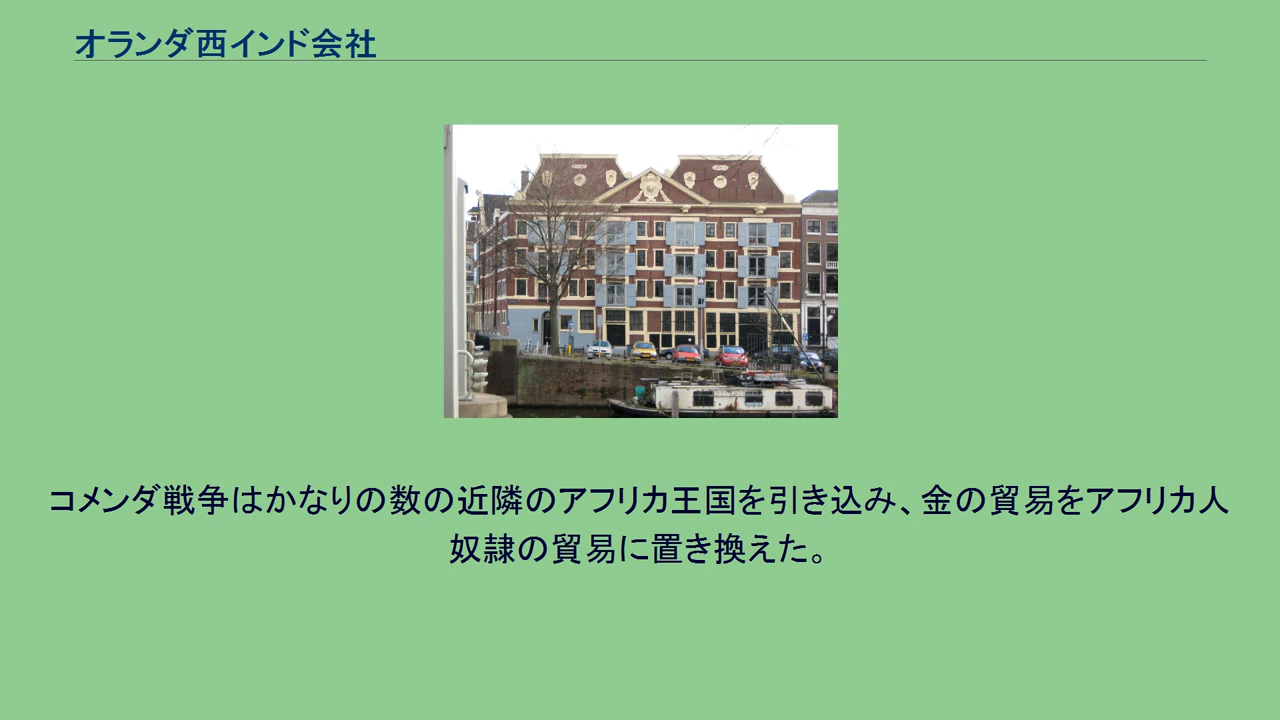 オランダ西インド会社
コメンダ戦争はかなりの数の近隣のアフリカ王国を引き込み、金の貿易をアフリカ人
奴隷の貿易に置き換えた。